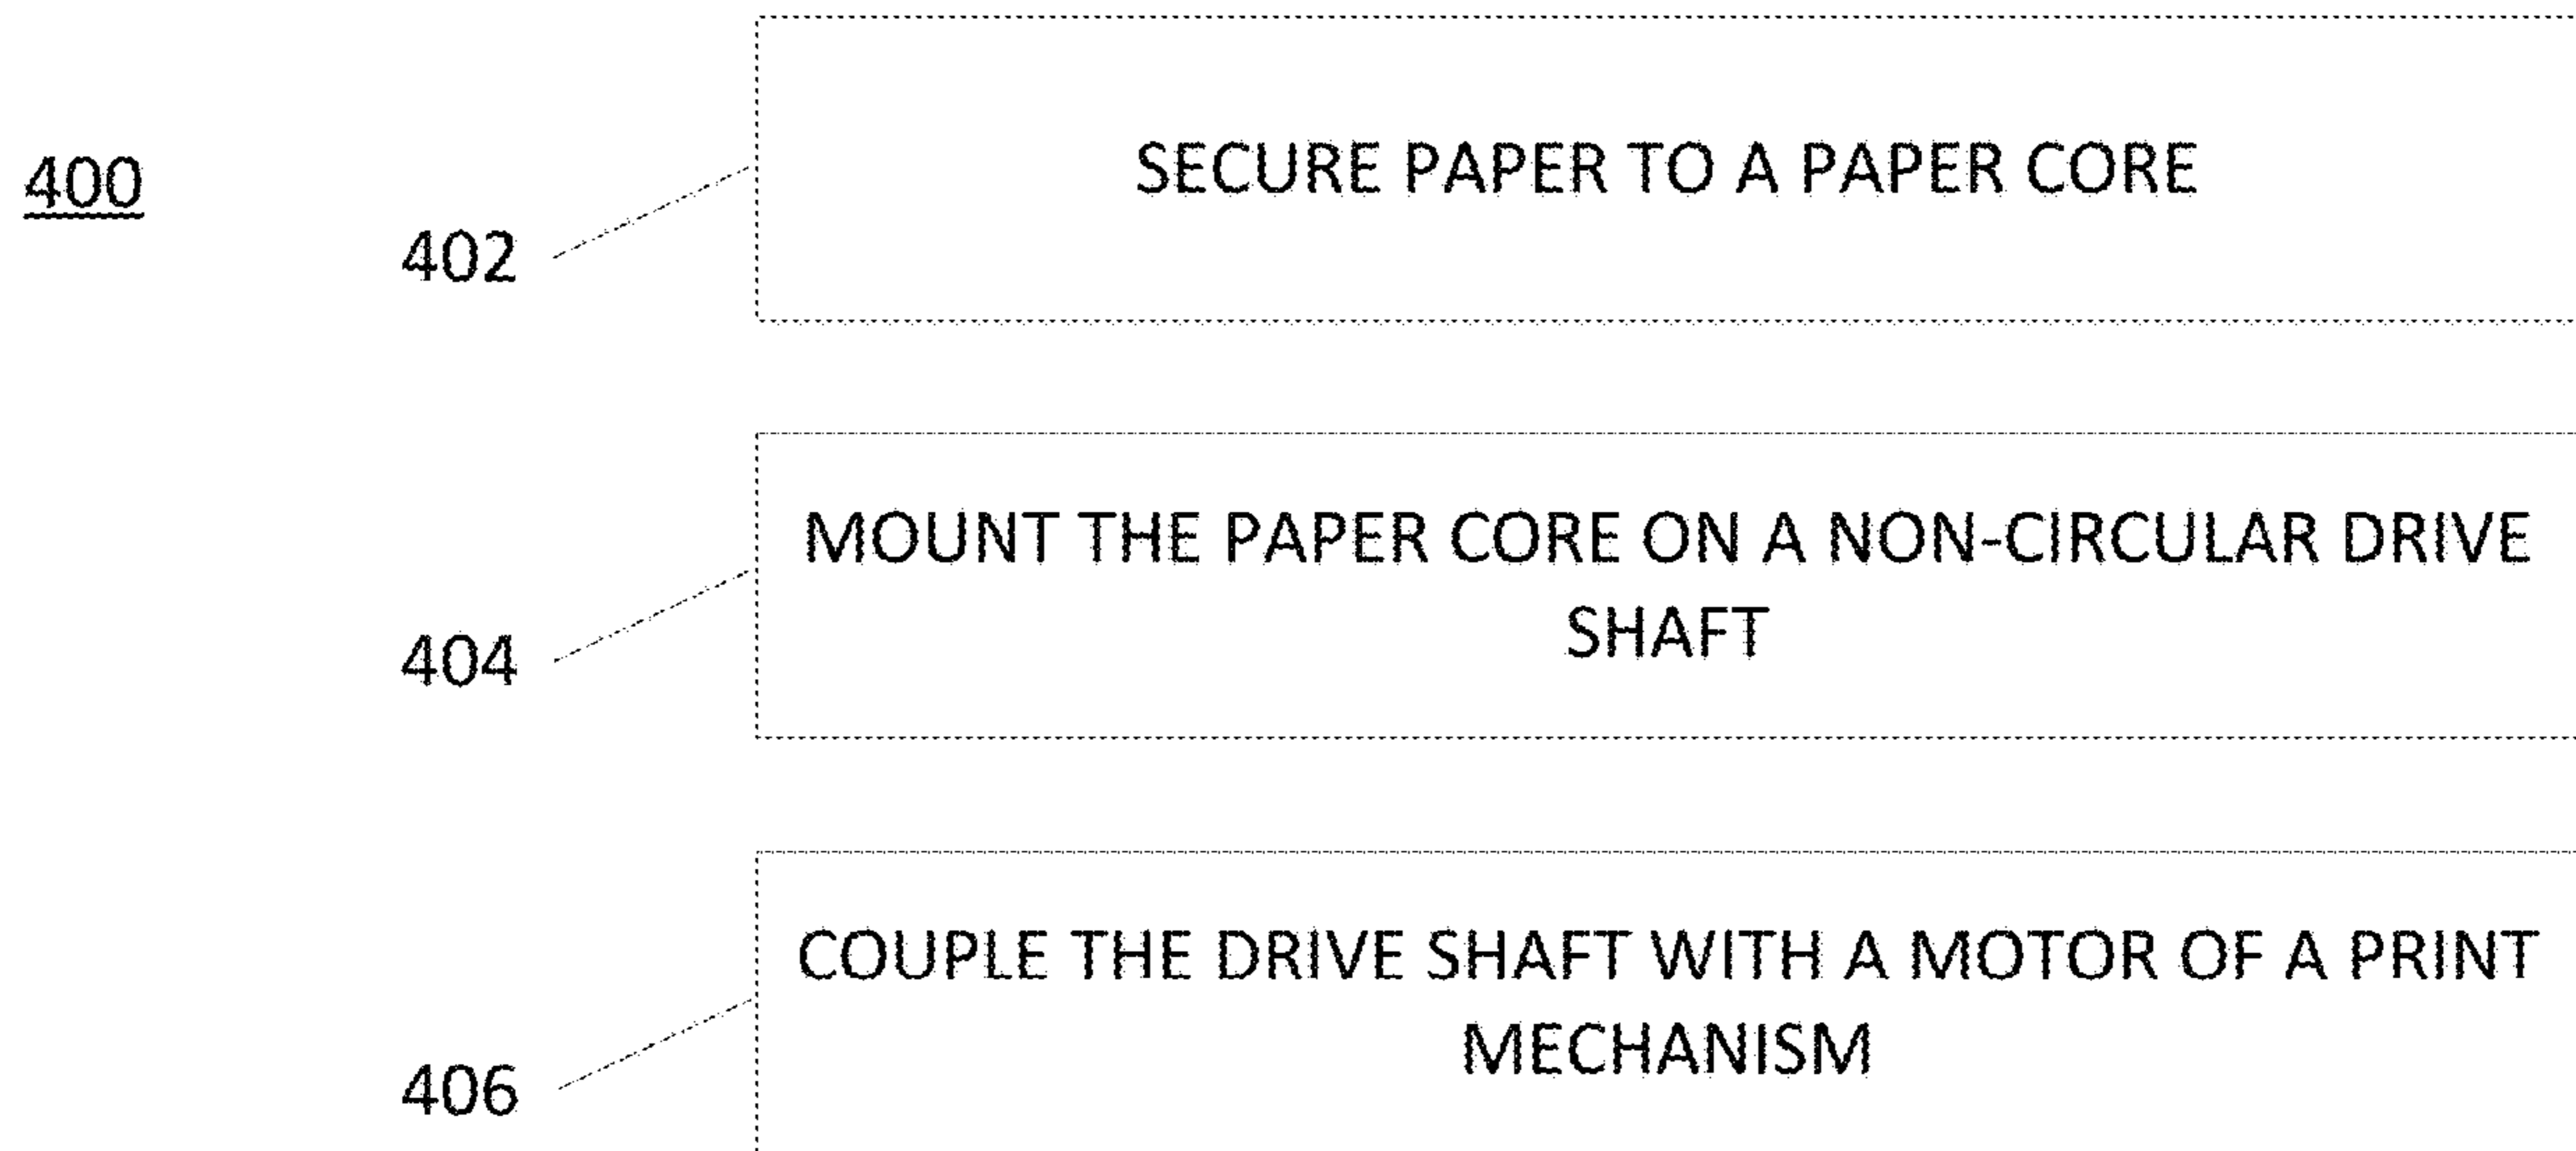 400
402
SECURE PAPER TO A PAPER CORE
404
MOUNT THE PAPER CORE ON A NON-CIRCULAR DRIVE
SHAFT
406
COUPLE THE DRIVE SHAFT WITH A MOTOR OF A PRINT
MECHANISM